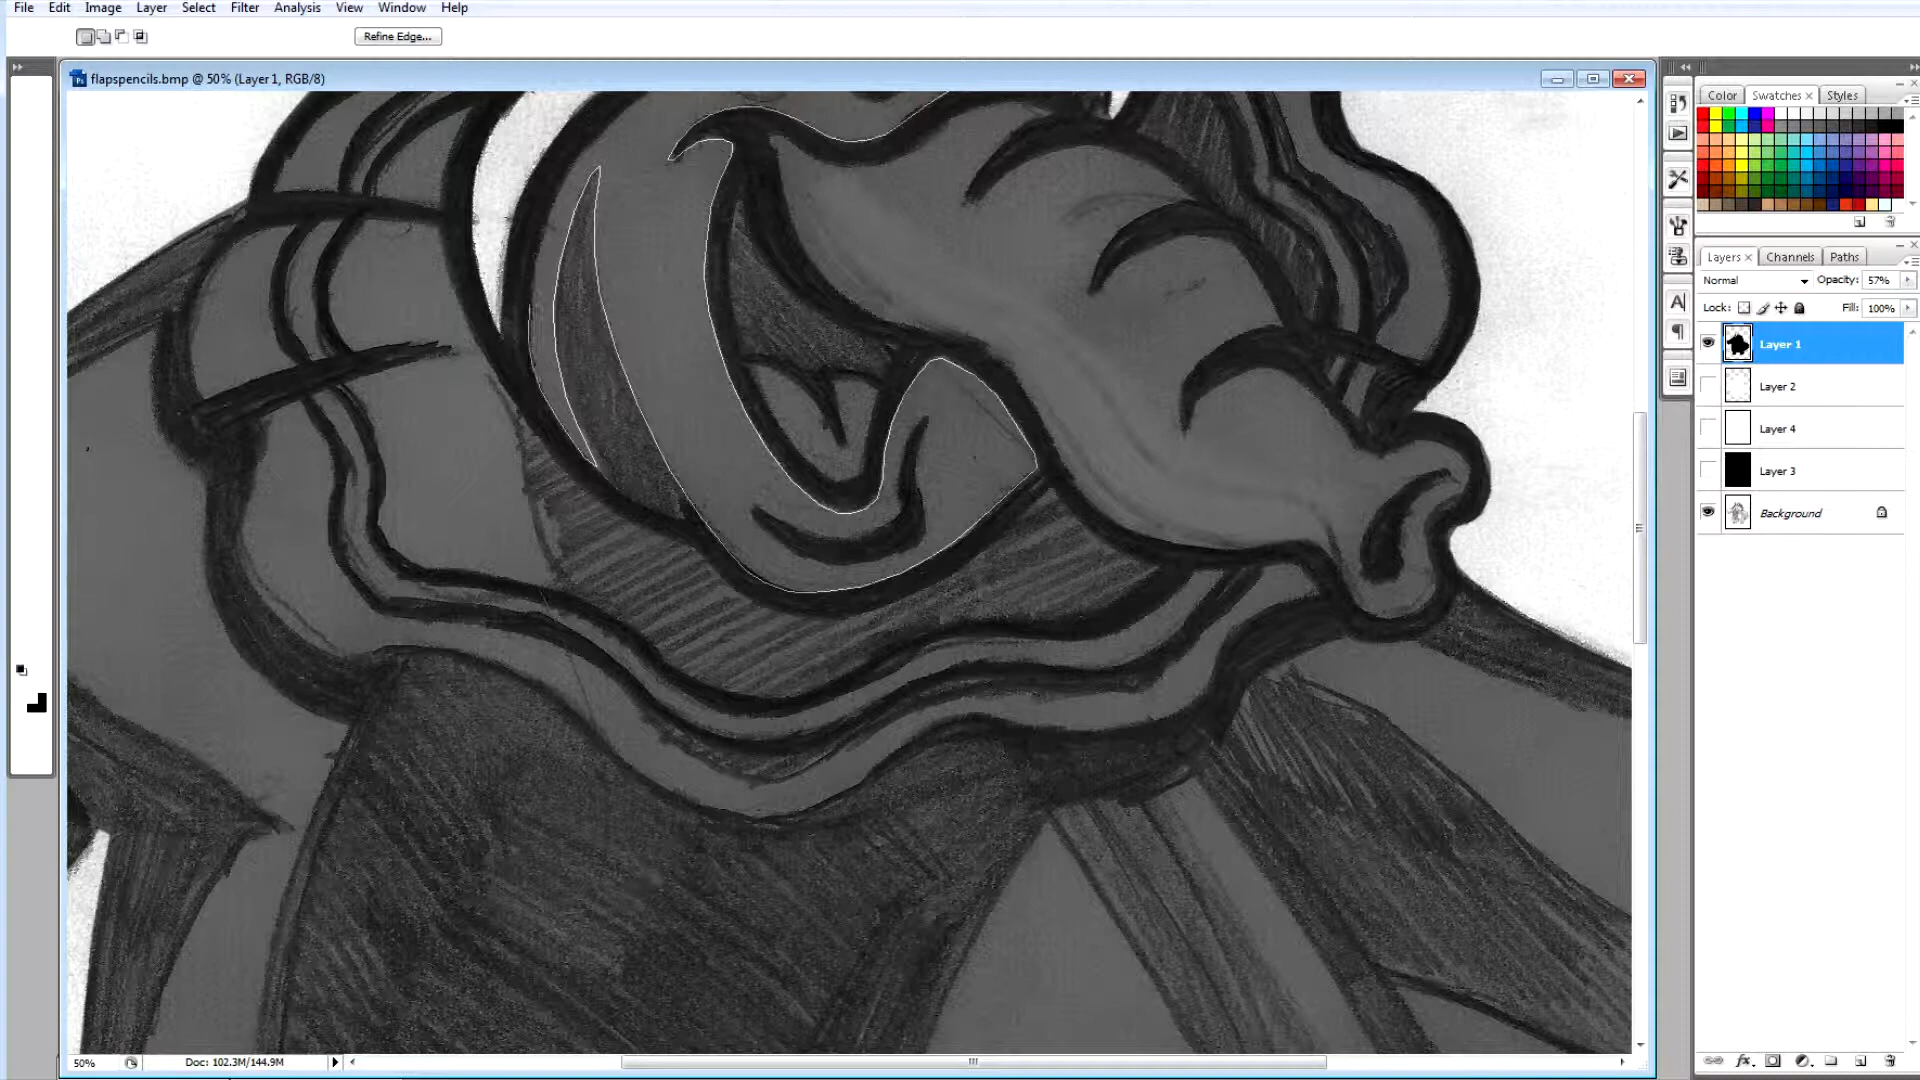 File Edit Image Layer Select Filter Analysis View Window Help
Refine Edge...
flapspencils.bmp @ 50% (Layer 1, RGB/8)
Color Swatches × Styles
Layers × Channels Paths
Normal Opacity: 57%
Lock: Fill: 100%
Layer 1
Layer 2
Layer 4
Layer 3
Background
50% Doc: 102.3M/144.9M